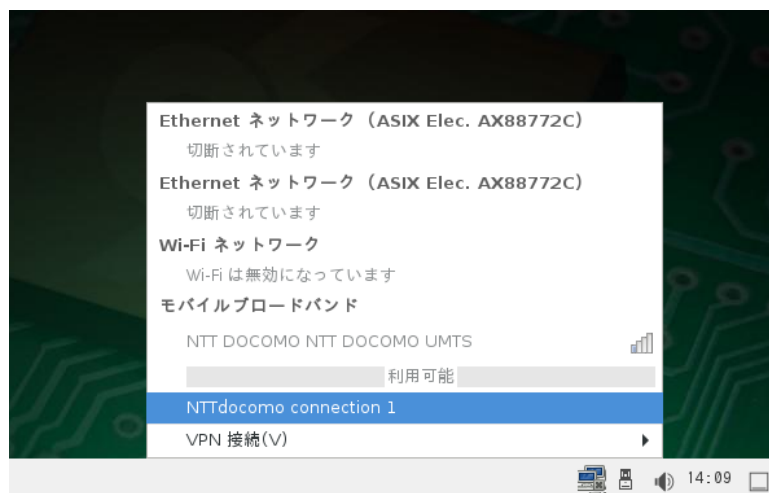 Ethernet ネットワーク (ASIX Elec. AX88772C)
切断されています
Ethernet ネットワーク (ASIX Elec. AX88772C)
切断されています
Wi-Fi ネットワーク
Wi-Fi は無効になっています
モバイルブロードバンド
NTT DOCOMO NTT DOCOMO UMTS
利用可能
NTTdocomo connection 1
VPN 接続(V)
14:09